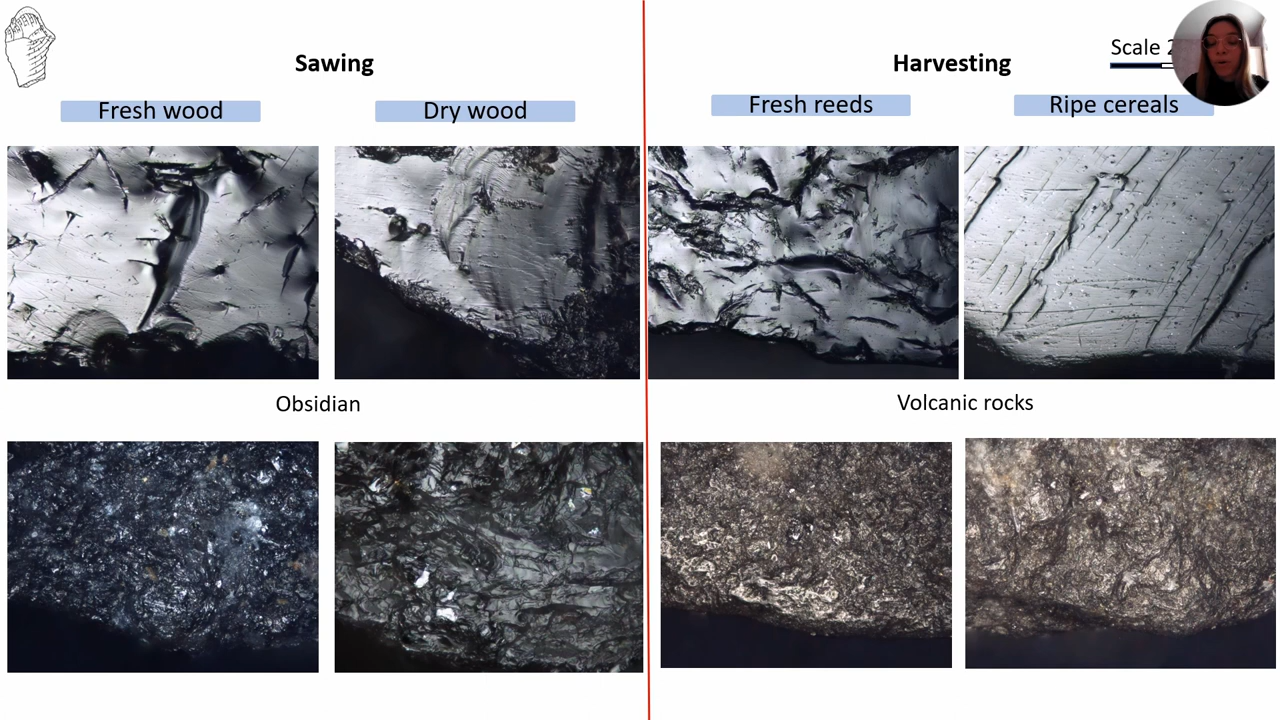 Sawing
Harvesting
Scale
Fresh wood
Dry wood
Fresh reeds
Ripe cereals
Obsidian
Volcanic rocks